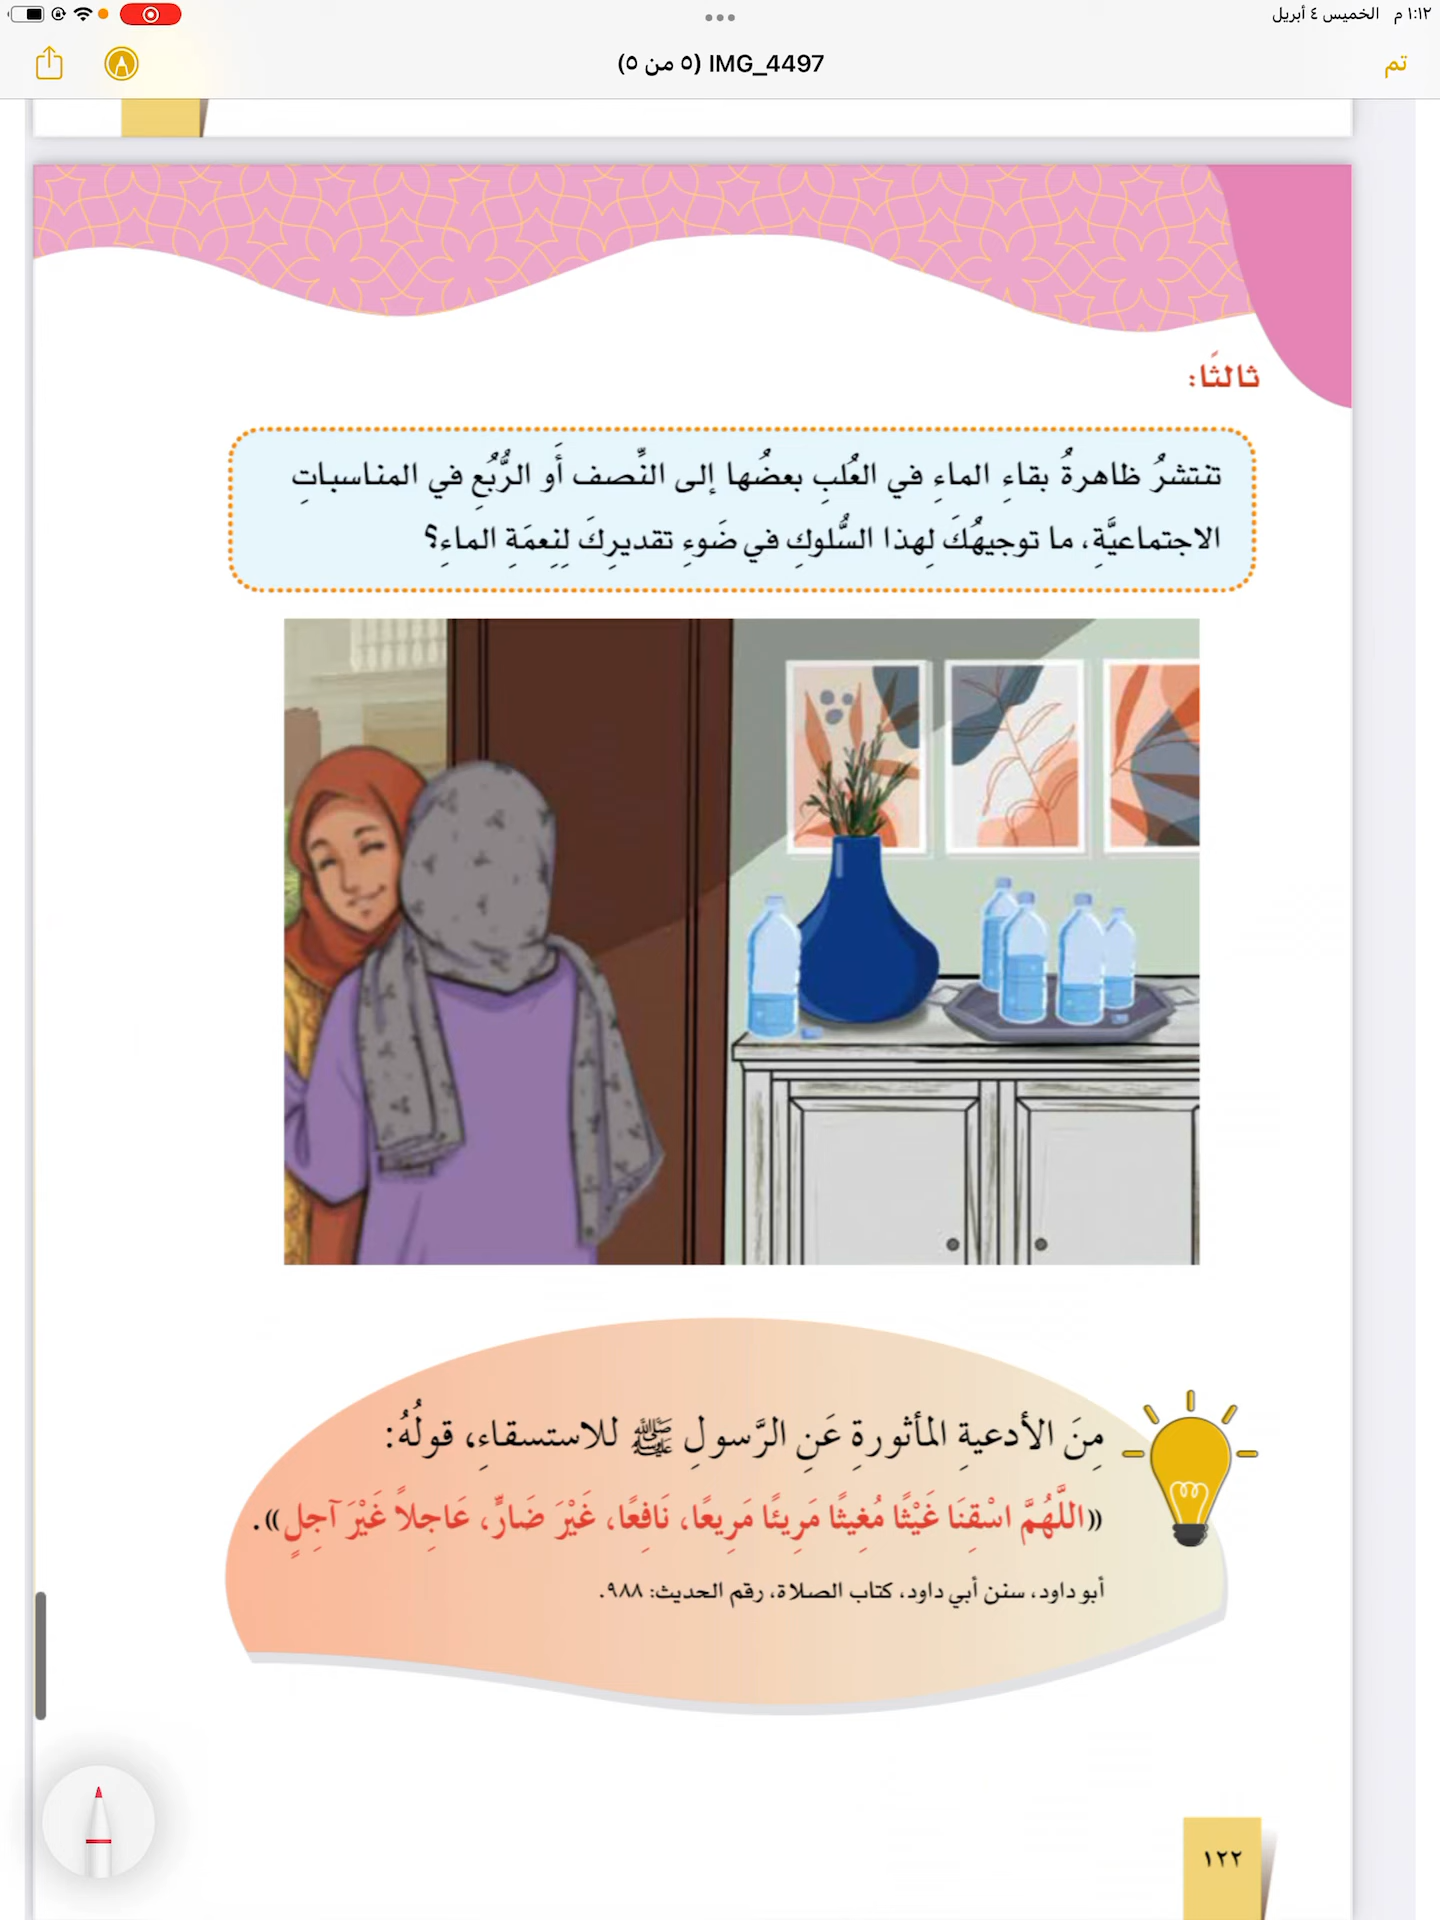 ١:١٢ م  الخميس ٤ أبريل
تم
IMG_4497 (٥ من ٥)
ثالثًا:
تنتشرُ ظاهرةُ بقاءِ الماءِ في العُلبِ بعضُها إلى النِّصف أَو الرُّبُعِ في المناسباتِ
الاجتماعيَّةِ، ما توجيهُكَ لِهذا السُّلوكِ في ضَوءِ تقديرِكَ لِنِعمَةِ الماءِ؟
مِنَ الأدعيةِ المأثورةِ عَنِ الرَّسولِ ﷺ للاستسقاءِ، قولُهُ:
((اللَّهُمَّ اسْقِنَا غَيْثًا مُغِيثًا مَرِيئًا مَرِيعًا، نَافِعًا، غَيْرَ ضَارٍّ، عَاجِلاً غَيْرَ آجِلٍ)).
أبو داود، سنن أبي داود، كتاب الصلاة، رقم الحديث: ٩٨٨.
١٢٢